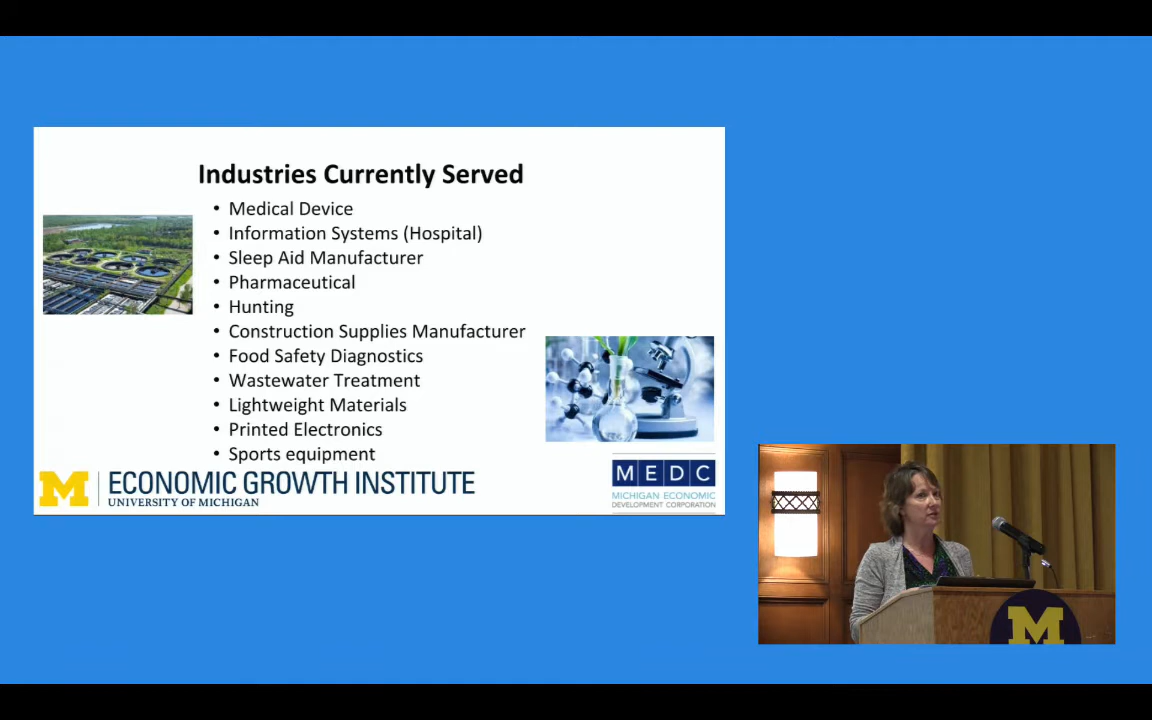 Industries Currently Served
• Medical Device
• Information Systems (Hospital)
• Sleep Aid Manufacturer
• Pharmaceutical
• Hunting
• Construction Supplies Manufacturer
• Food Safety Diagnostics
• Wastewater Treatment
• Lightweight Materials
• Printed Electronics
• Sports equipment
M ECONOMIC GROWTH INSTITUTE
UNIVERSITY OF MICHIGAN
MEDC
MICHIGAN ECONOMIC
DEVELOPMENT CORPORATION
M